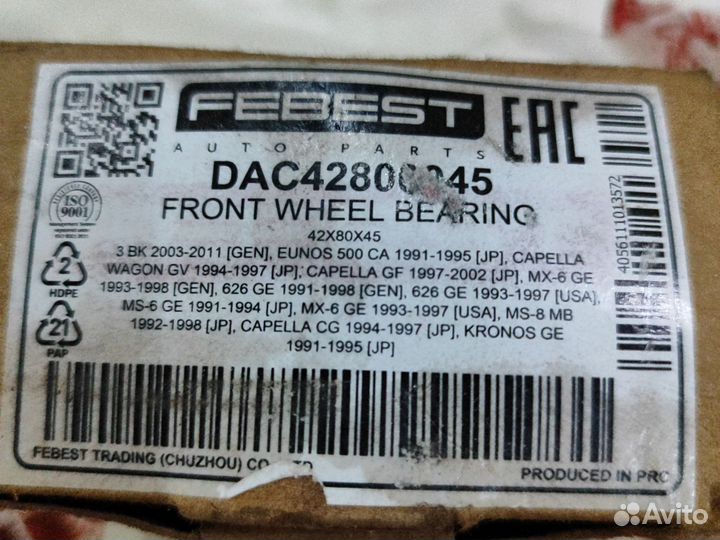 FEBEST
AUTO PARTS
EAC
FRONT WHEEL BEARING
42X80X45
ISO
9001
3 BK 2003-2011 [GEN], EUNOS 500 CA 1991-1995 [JP], CAPELLA
WAGON GV 1994-1997 [JP], CAPELLA GF 1997-2002 [JP], MX-6 GE
1993-1998 [GEN], 626 GE 1991-1998 [GEN], 626 GE 1993-1997 [USA],
MS-6 GE 1991-1994 [JP], MX-6 GE 1993-1997 [USA], MS-8 MB
1992-1998 [JP], CAPELLA CG 1994-1997 [JP], KRONOS GE
1991-1995 [JP]
2
HDPE
21
PAP
4056111013572
FEBEST TRADING (CHUZHOU)
PRODUCED IN PRC
Avito